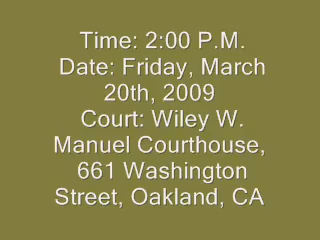 Time: 2:00 P.M.
Date: Friday, March
20th, 2009
Court: Wiley W.
Manuel Courthouse,
661 Washington
Street, Oakland, CA